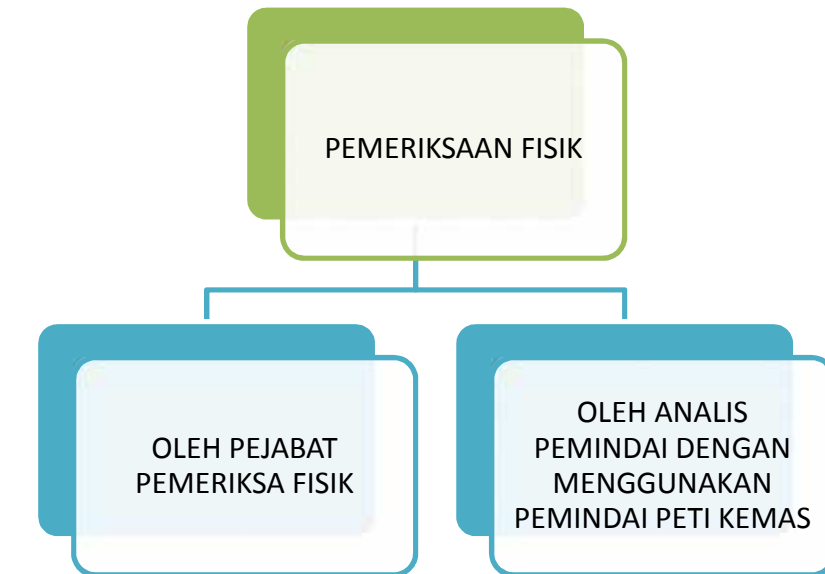 PEMERIKSAAN FISIK
OLEH PEJABAT
PEMERIKSA FISIK
OLEH ANALIS
PEMINDAI DENGAN
MENGGUNAKAN
PEMINDAI PETI KEMAS